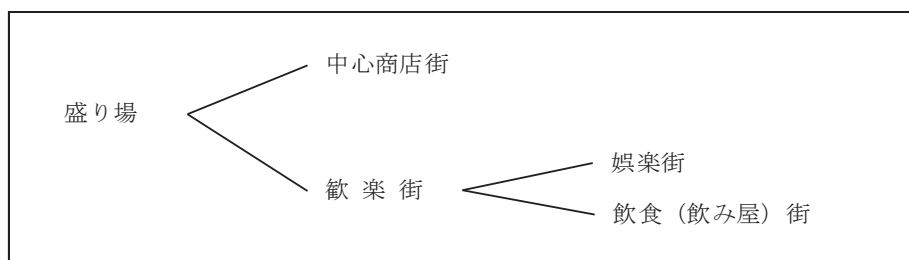 中心商店街
盛り場
歓 楽 街
娯楽街
飲食（飲み屋）街